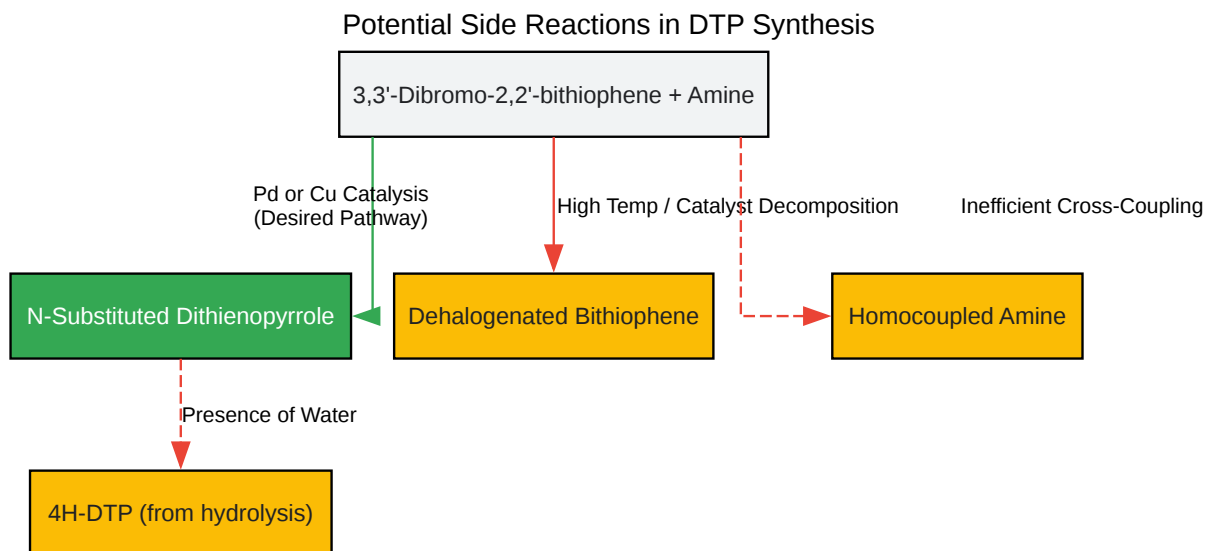 Potential Side Reactions in DTP Synthesis
3,3'-Dibromo-2,2'-bithiophene + Amine
Pd or Cu Catalysis
(Desired Pathway)
High Temp / Catalyst Decomposition
Inefficient Cross-Coupling
N-Substituted Dithienopyrrole
Dehalogenated Bithiophene
Homocoupled Amine
Presence of Water
4H-DTP (from hydrolysis)